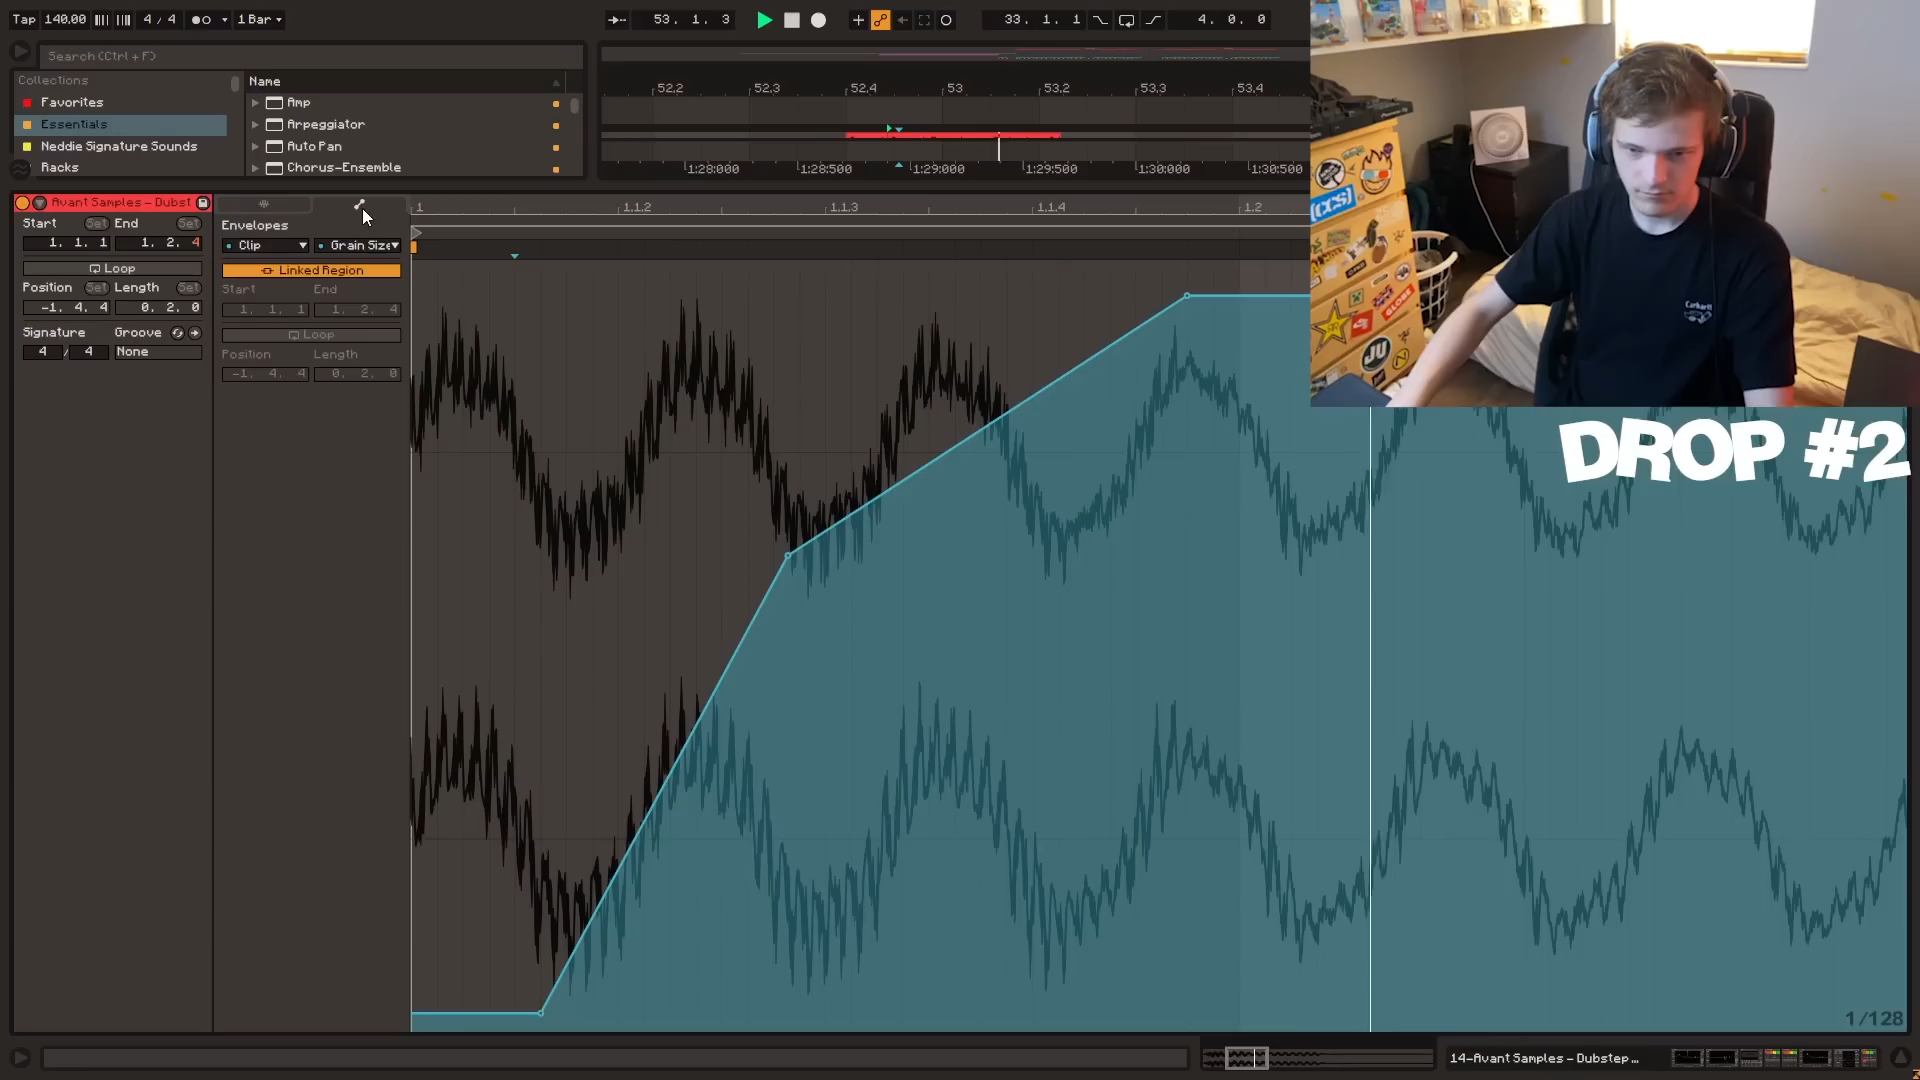 Tap 140.00 4 / 4 1 Bar 53. 1. 3 33. 1. 1 4. 0. 0
Search (Ctrl + F)
Collections
Favorites
Essentials
Neddie Signature Sounds
Racks
Name
Amp
Arpeggiator
Auto Pan
Chorus-Ensemble
52.2 52.3 52.4 53 53.2 53.3 53.4
1:28:000 1:28:500 1:29:000 1:29:500 1:30:000 1:30:500
Avant Samples - Dubst
Start Set End Set
1. 1. 1 1. 2. 4
Loop
Position Set Length Set
-1. 4. 4 0. 2. 0
Signature Groove
4 / 4 None
Envelopes
Clip Grain Size
Linked Region
Start End
1. 1. 1 1. 2. 4
Loop
Position Length
-1. 4. 4 0. 2. 0
1 1.1.2 1.1.3 1.1.4 1.2
CCS
GLOBE
JU
Carhartt
DROP #2
1/128
14-Avant Samples - Dubstep ...